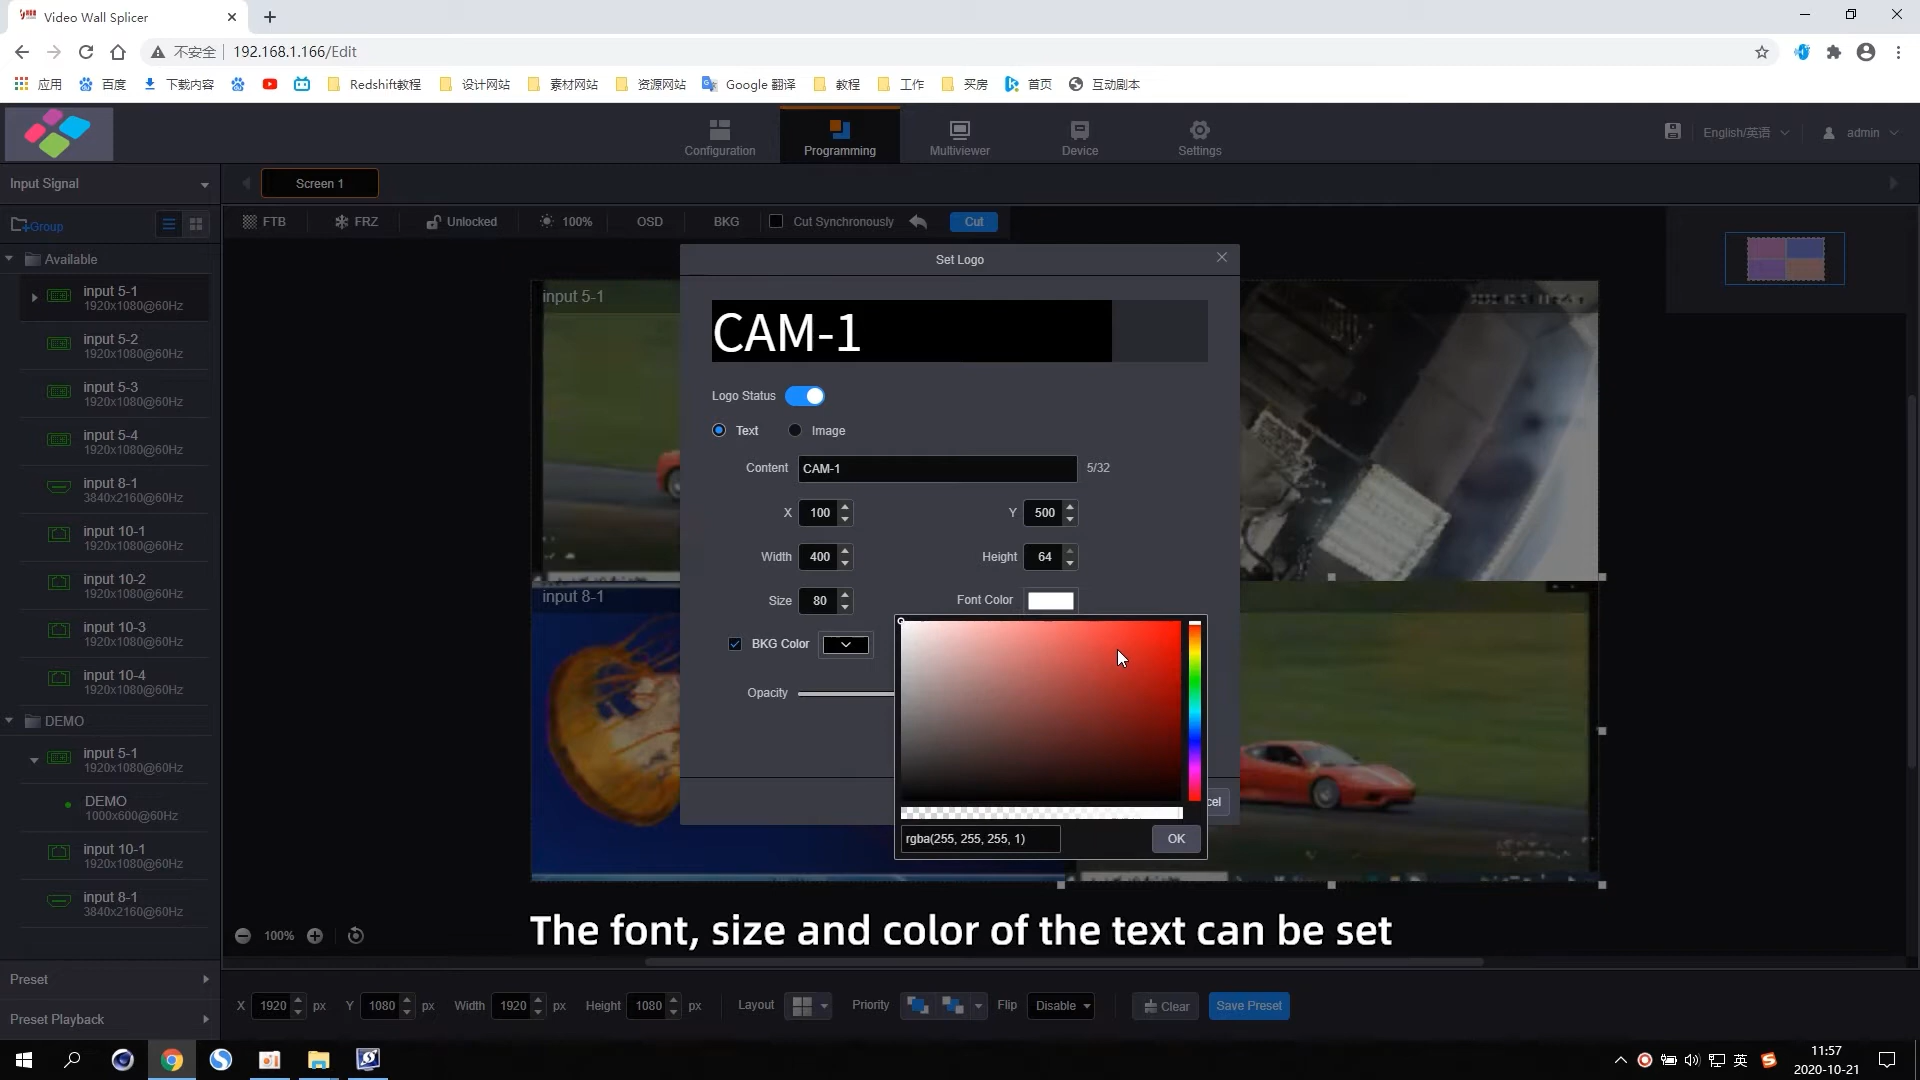 Video Wall Splicer
不安全 192.168.1.166/Edit
应用 百度 下载内容 Redshift教程 设计网站 素材网站 资源网站 Google 翻译 教程 工作 买房 首页 互动剧本
Configuration Programming Multiviewer Device Settings
English/英语 admin
Input Signal
Screen 1
Group
FTB FRZ Unlocked 100% OSD BKG Cut Synchronously Cut
Available
input 5-1
1920x1080@60Hz
input 5-2
1920x1080@60Hz
input 5-3
1920x1080@60Hz
input 5-4
1920x1080@60Hz
input 8-1
3840x2160@60Hz
input 10-1
1920x1080@60Hz
input 10-2
1920x1080@60Hz
input 10-3
1920x1080@60Hz
input 10-4
1920x1080@60Hz
DEMO
input 5-1
1920x1080@60Hz
DEMO
1000x600@60Hz
input 10-1
1920x1080@60Hz
input 8-1
3840x2160@60Hz
Preset
Preset Playback
input 5-1
input 8-1
Set Logo
CAM-1
Logo Status
Text Image
Content CAM-1 5/32
X 100 Y 500
Width 400 Height 64
Size 80 Font Color
BKG Color
Opacity
rgba(255, 255, 255, 1) OK
cel
The font, size and color of the text can be set
100%
X 1920 px Y 1080 px Width 1920 px Height 1080 px Layout Priority Flip Disable Clear Save Preset
英
11:57
2020-10-21